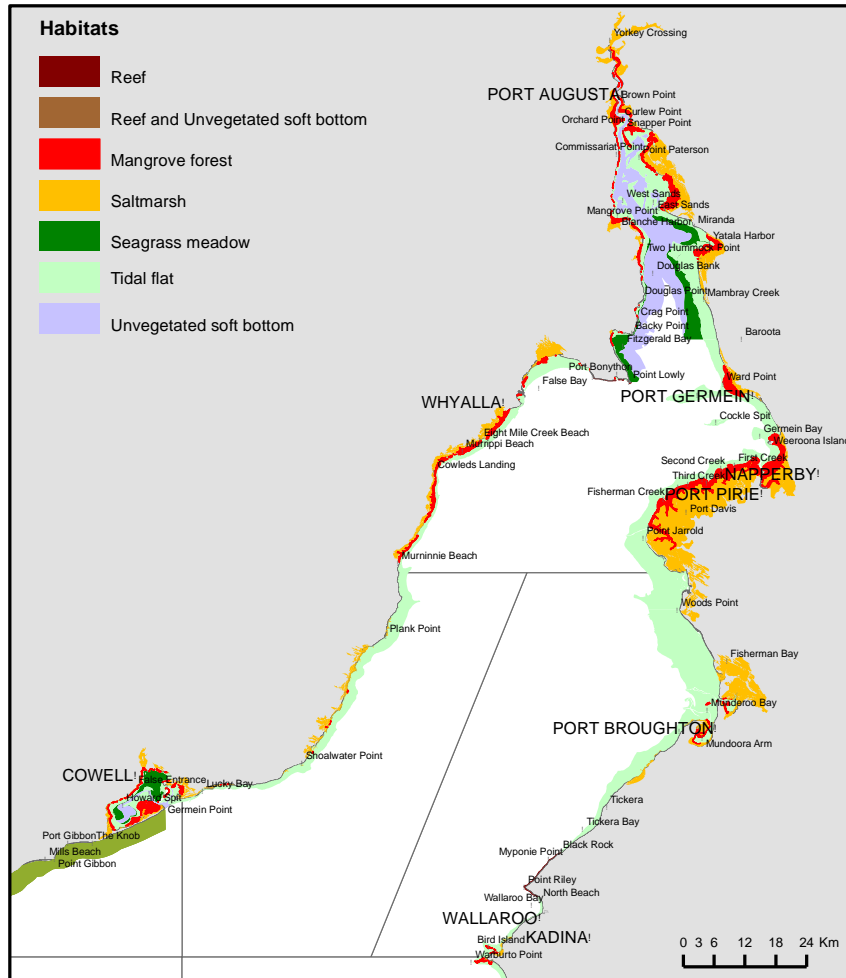 Habitats
Reef
Reef and Unvegetated soft bottom
Mangrove forest
Saltmarsh
Seagrass meadow
Tidal flat
Unvegetated soft bottom
Yorkey Crossing
PORT AUGUSTA!
Brown Point
Curlew Point
Orchard Point
Snapper Point
Commissariat Point
Point Paterson
West Sands
East Sands
Mangrove Point
Blanche Harbor
Miranda
Yatala Harbor
Two Hummock Point
Douglas Bank
Douglas Point
Mambray Creek
Crag Point
Backy Point
Fitzgerald Bay
Baroota
Port Bonython
Point Lowly
False Bay
Ward Point
WHYALLA!
PORT GERMEIN!
Cockle Spit
Germein Bay
Weeroona Island
Eight Mile Creek Beach
Murrippi Beach
Cowleds Landing
Second Creek
First Creek
Third Creek
NAPPERBY!
Fisherman Creek
PORT PIRIE!
Port Davis
Point Jarrold
Murninnie Beach
Woods Point
Plank Point
Fisherman Bay
Munderoo Bay
PORT BROUGHTON!
Mundoora Arm
Shoalwater Point
COWELL!
False Entrance
Lucky Bay
Howard Spit
Germein Point
Tickera
Tickera Bay
Port Gibbon
The Knob
Mills Beach
Point Gibbon
Black Rock
Myponie Point
Point Riley
North Beach
Wallaroo Bay
WALLAROO!
Bird Island
KADINA!
Warburto Point
0 3 6 12 18 24 Km